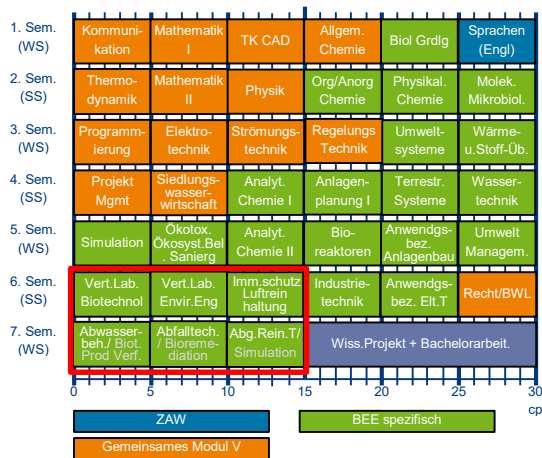 1. Sem.
(WS)
Kommuni-
kation
Mathematik
I
TK CAD
Allgem.
Chemie
Biol Grdlg
Sprachen
(Engl)
2. Sem.
(SS)
Thermo-
dynamik
Mathematik
II
Physik
Org/Anorg
Chemie
Physikal.
Chemie
Molek.
Mikrobiol.
3. Sem.
(WS)
Programm-
ierung
Elektro-
technik
Strömungs-
technik
Regelungs
Technik
Umwelt-
systeme
Wärme-
u.Stoff-Üb.
4. Sem.
(SS)
Projekt
Mgmt
Siedlungs-
wasser-
wirtschaft
Analyt.
Chemie I
Anlagen-
planung I
Terrestr.
Systeme
Wasser-
technik
5. Sem.
(WS)
Simulation
Ökotox.
Ökosyst.Bel
. Sanierg
Analyt.
Chemie II
Bio-
reaktoren
Anwendgs-
bez.
Anlagenbau
Umwelt
Managem.
6. Sem.
(SS)
Vert.Lab.
Biotechnol
Vert.Lab.
Envir.Eng
Imm.schutz
Luftrein
haltung
Industrie-
technik
Anwendgs-
bez. Elt.T
Recht/BWL
7. Sem.
(WS)
Abwasser-
beh./ Biot.
Prod Verf.
Abfalltech.
/ Bioreme-
diation
Abg.Rein.T/
Simulation
Wiss.Projekt + Bachelorarbeit.
0 5 10 15 20 25 30
cp
ZAW
BEE spezifisch
Gemeinsames Modul V